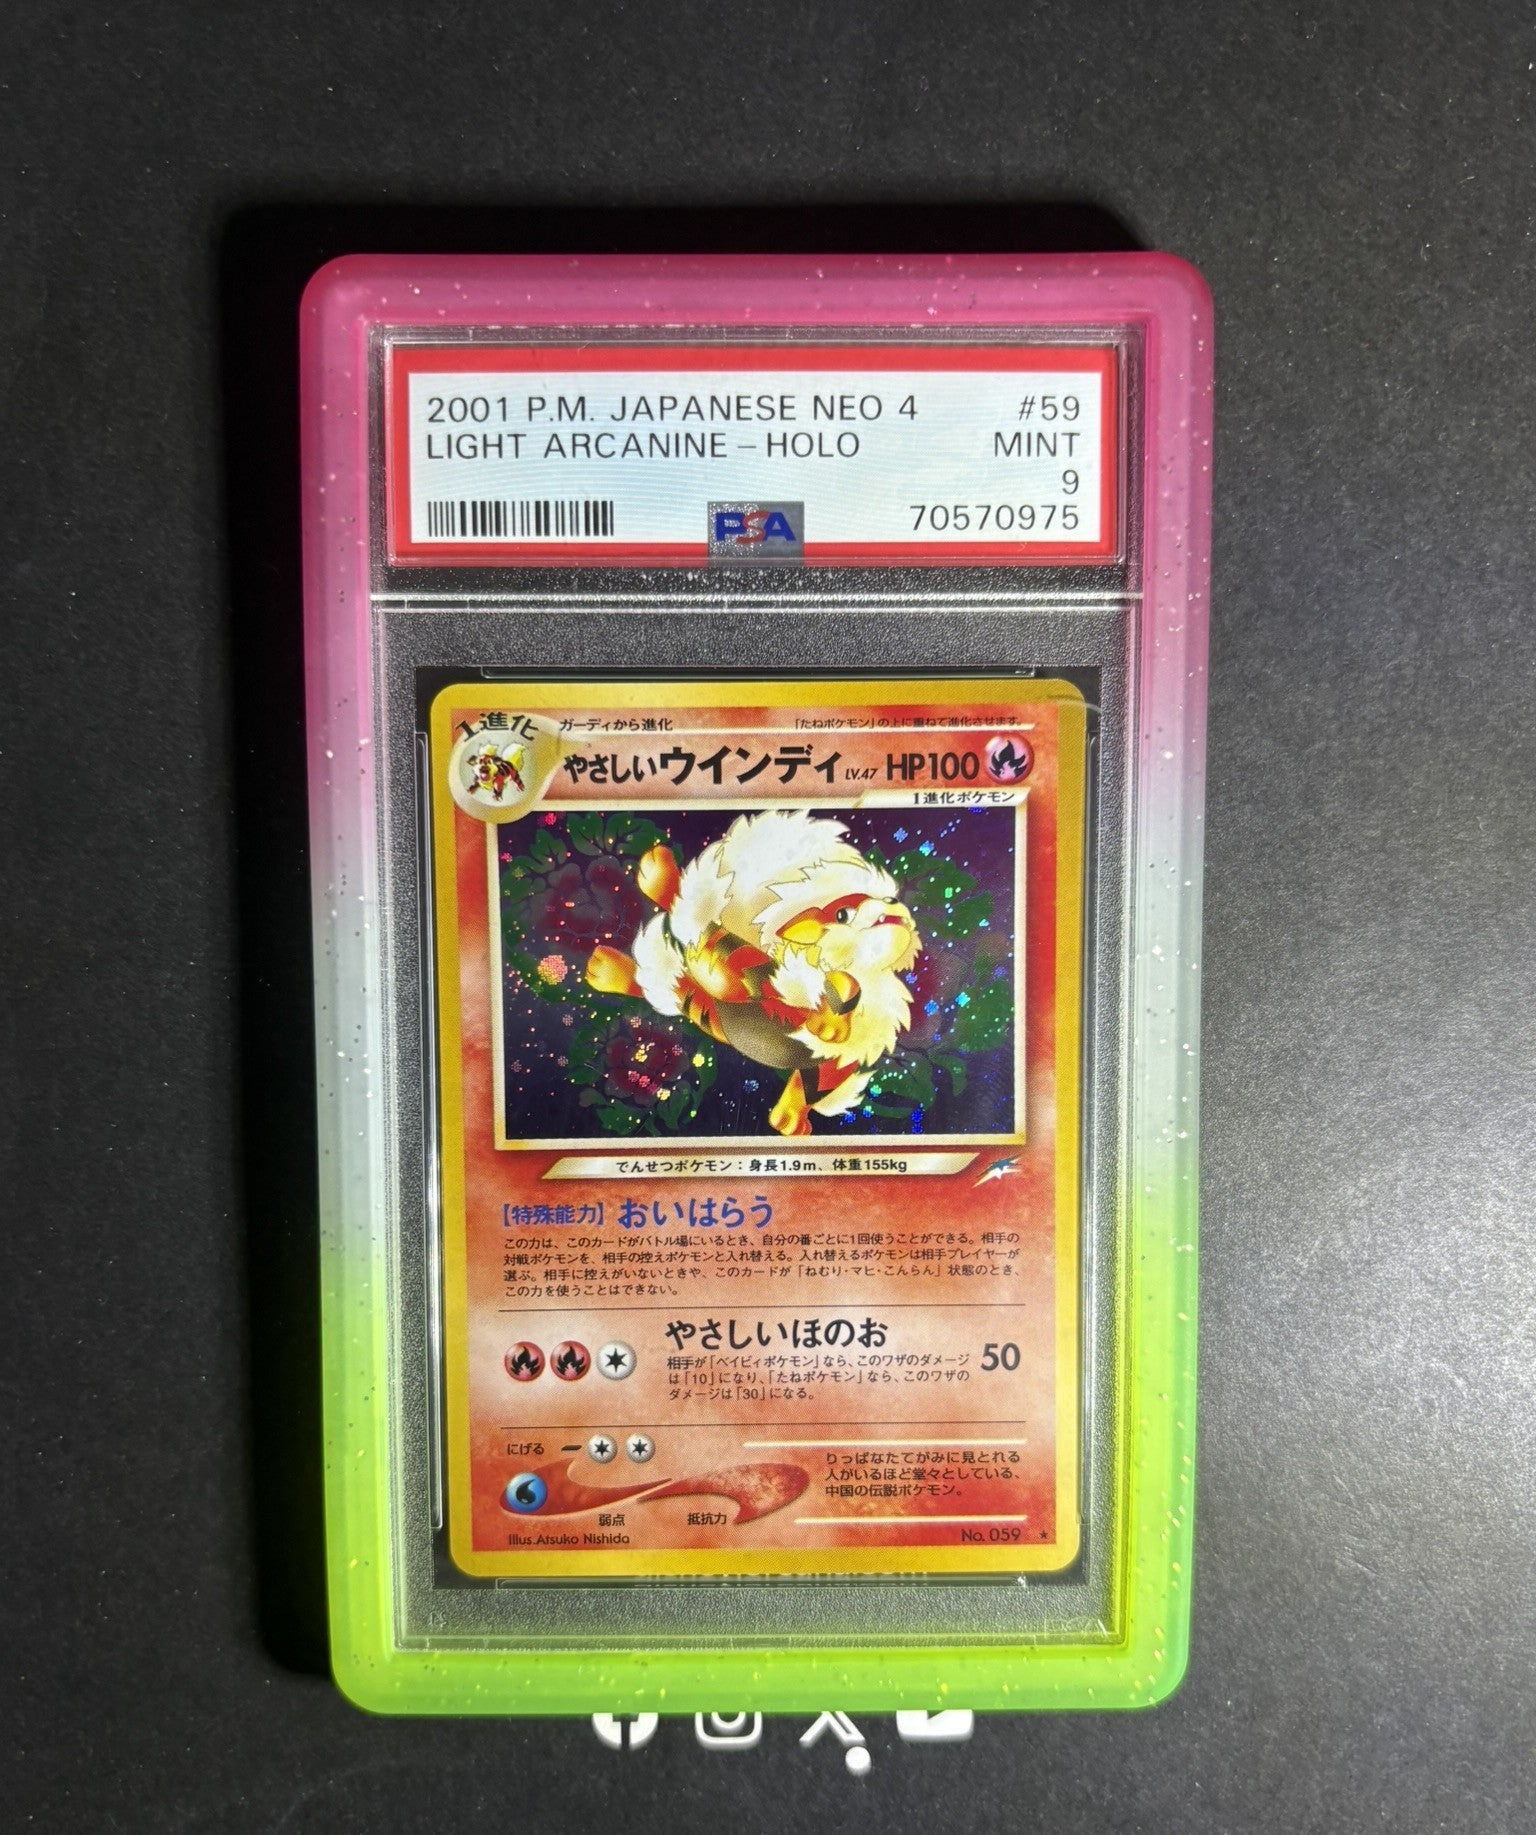 2001 P.M. JAPANESE NEO 4 #59
LIGHT ARCANINE - HOLO MINT
9
PSA 70570975
1進化 ガーディから進化 「たねポケモン」の上に重ねて進化させます。
やさしいウインディ LV.47 HP100
1進化ポケモン
でんせつポケモン：身長1.9m、体重155kg
【特殊能力】おいはらう
この力は、このカードがバトル場にいるとき、自分の番ごとに1回使うことができる。相手の
対戦ポケモンを、相手の控えポケモンと入れ替える。入れ替えるポケモンは相手プレイヤーが
選ぶ。相手に控えがいないときや、このカードが「ねむり・マヒ・こんらん」状態のとき、
この力を使うことはできない。
やさしいほのお
相手が「ベイビィポケモン」なら、このワザのダメージ
は「10」になり、「たねポケモン」なら、このワザの
ダメージは「30」になる。
50
にげる
弱点 抵抗力
りっぱなたてがみに見とれる
人がいるほど堂々としている、
中国の伝説ポケモン。
Illus.Atsuko Nishida No. 059 ★